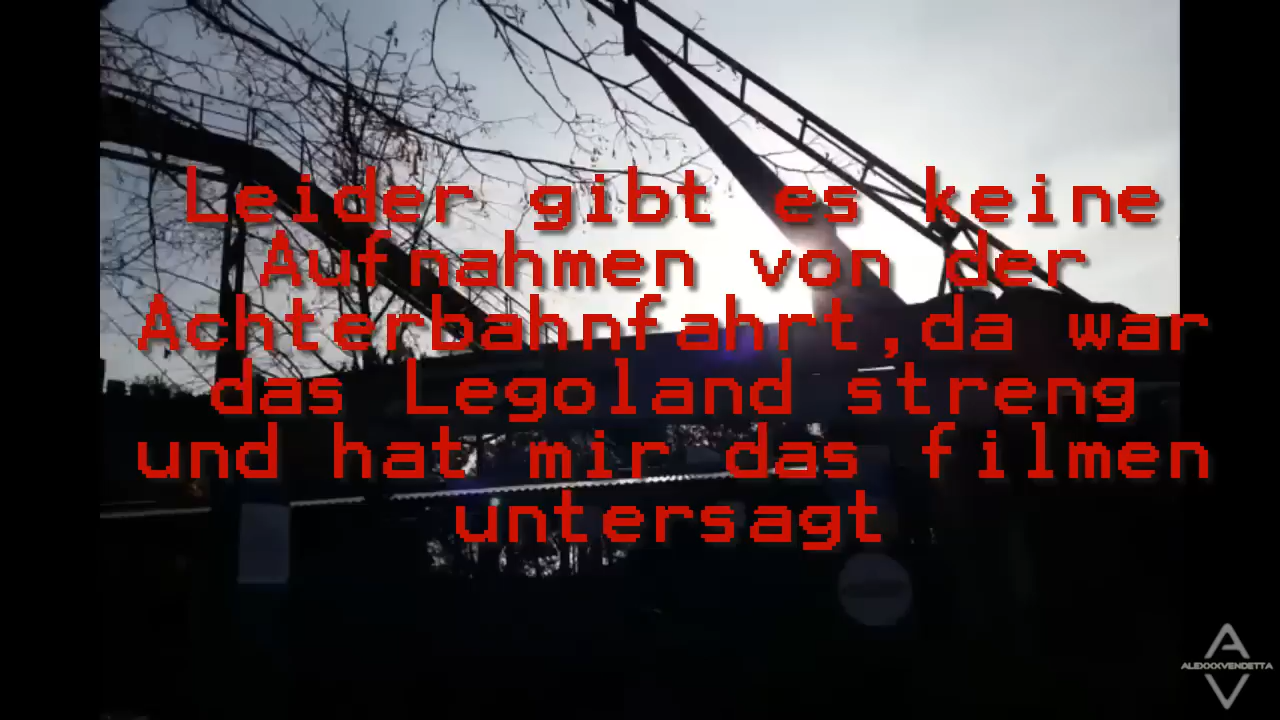 Leider gibt es keine
Aufnahmen von der
Achterbahnfahrt,da war
das Legoland streng
und hat mir das filmen
untersagt
ALEXXXVENDETTA